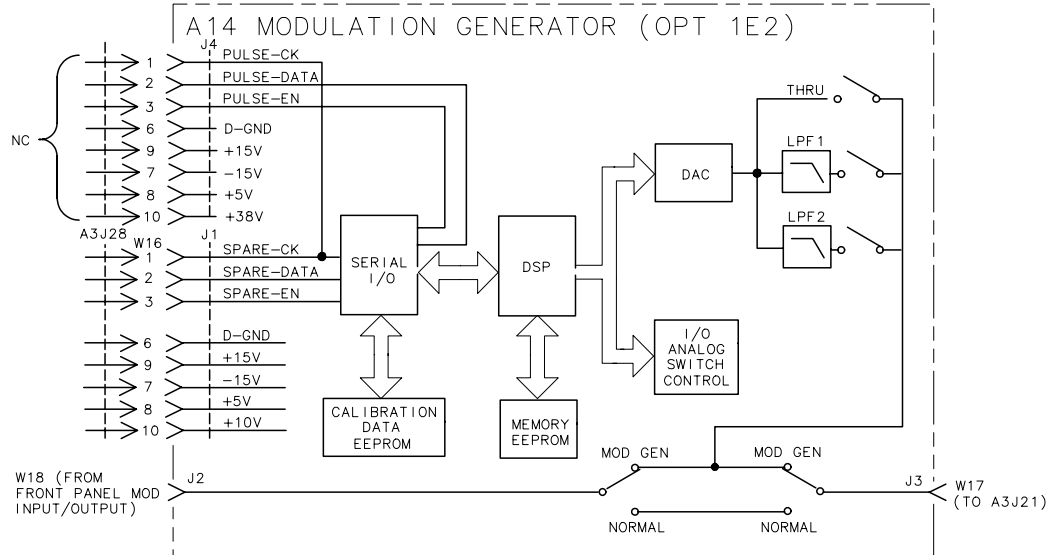 A14 MODULATION GENERATOR (OPT 1E2)
J4
1 PULSE-CK
2 PULSE-DATA
3 PULSE-EN
6 D-GND
9 +15V
7 -15V
8 +5V
10 +38V
NC
A3J28
W16
J1
1 SPARE-CK
2 SPARE-DATA
3 SPARE-EN
6 D-GND
9 +15V
7 -15V
8 +5V
10 +10V
SERIAL
I/O
DSP
DAC
THRU
LPF1
LPF2
I/O
ANALOG
SWITCH
CONTROL
CALIBRATION
DATA
EEPROM
MEMORY
EEPROM
MOD GEN
MOD GEN
NORMAL
NORMAL
W18 (FROM
FRONT PANEL MOD
INPUT/OUTPUT)
J2
J3
W17
(TO A3J21)